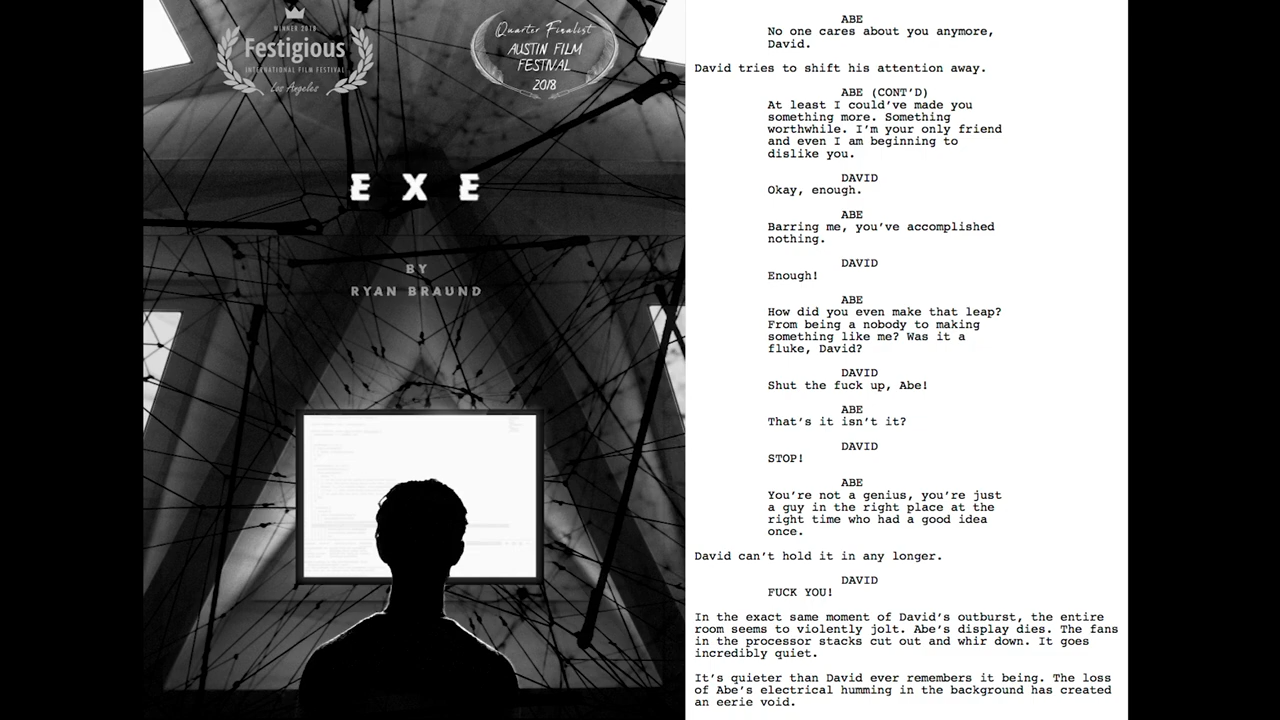 WINNER 2018
Festigious
INTERNATIONAL FILM FESTIVAL
Los Angeles
Quarter Finalist
AUSTIN FILM
FESTIVAL
2018
EXE
BY
RYAN BRAUND
ABE
No one cares about you anymore,
David.
David tries to shift his attention away.
ABE (CONT'D)
At least I could've made you
something more. Something
worthwhile. I'm your only friend
and even I am beginning to
dislike you.
DAVID
Okay, enough.
ABE
Barring me, you've accomplished
nothing.
DAVID
Enough!
ABE
How did you even make that leap?
From being a nobody to making
something like me? Was it a
fluke, David?
DAVID
Shut the fuck up, Abe!
ABE
That's it isn't it?
DAVID
STOP!
ABE
You're not a genius, you're just
a guy in the right place at the
right time who had a good idea
once.
David can't hold it in any longer.
DAVID
FUCK YOU!
In the exact same moment of David's outburst, the entire
room seems to violently jolt. Abe's display dies. The fans
in the processor stacks cut out and whir down. It goes
incredibly quiet.
It's quieter than David ever remembers it being. The loss
of Abe's electrical humming in the background has created
an eerie void.